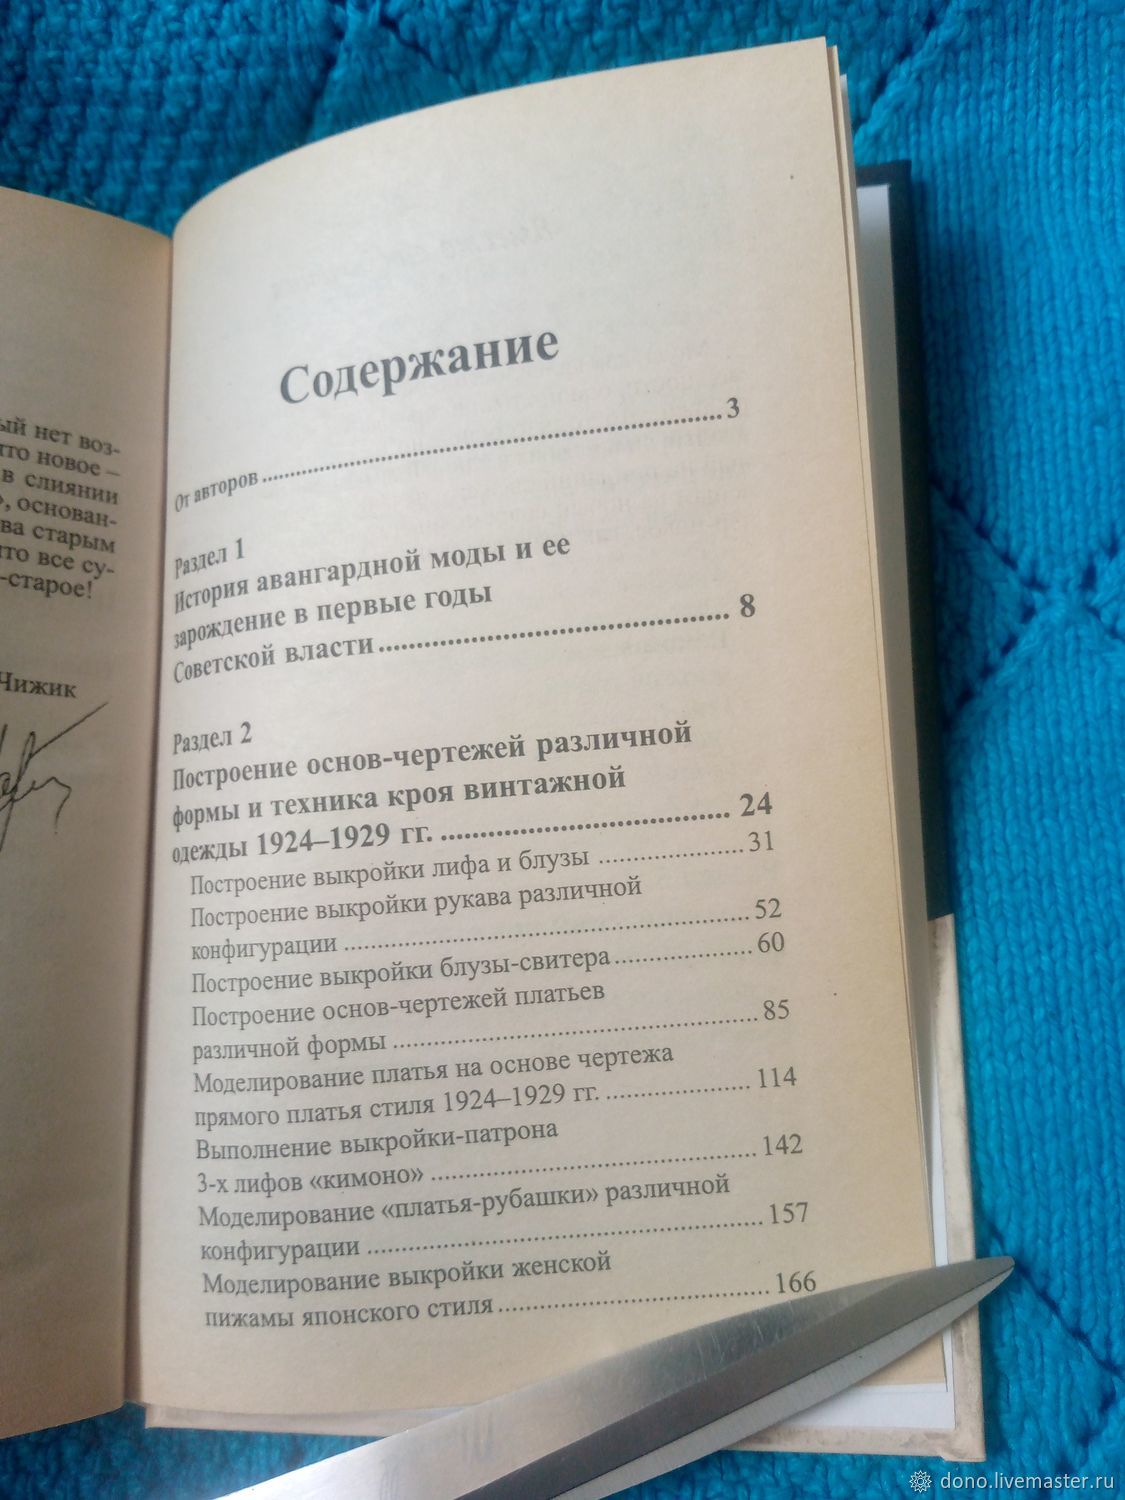 ый нет воз-
что новое –
в слиянии
», основан-
ва старым
что все су-
-старое!
Чижик
Содержание
От авторов ........ 3
Раздел 1
История авангардной моды и ее
зарождение в первые годы
Советской власти ........ 8
Раздел 2
Построение основ-чертежей различной
формы и техника кроя винтажной
одежды 1924–1929 гг. ........ 24
Построение выкройки лифа и блузы ........ 31
Построение выкройки рукава различной
конфигурации ........ 52
Построение выкройки блузы-свитера ........ 60
Построение основ-чертежей платьев
различной формы ........ 85
Моделирование платья на основе чертежа
прямого платья стиля 1924–1929 гг. ........ 114
Выполнение выкройки-патрона
3-х лифов «кимоно» ........ 142
Моделирование «платья-рубашки» различной
конфигурации ........ 157
Моделирование выкройки женской
пижамы японского стиля ........ 166
dono.livemaster.ru